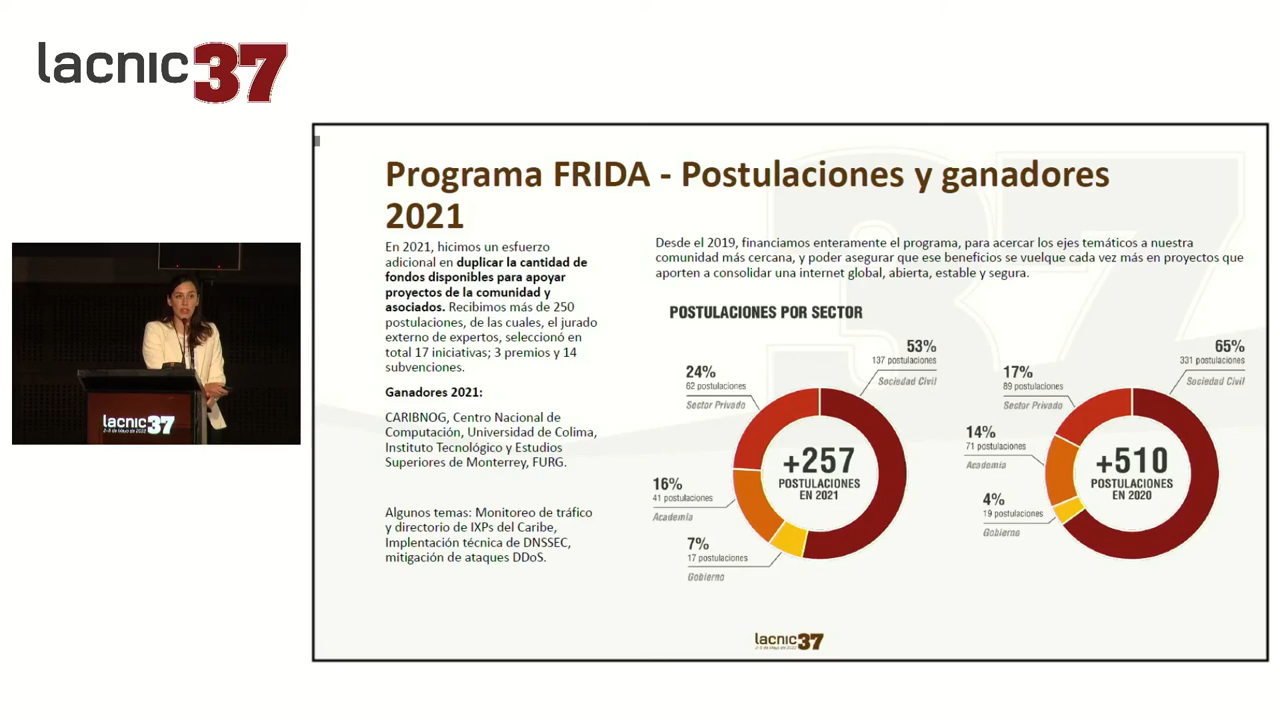 lacnic37
Programa FRIDA - Postulaciones y ganadores
2021
En 2021, hicimos un esfuerzo
adicional en duplicar la cantidad de
fondos disponibles para apoyar
proyectos de la comunidad y
asociados. Recibimos más de 250
postulaciones, de las cuales, el jurado
externo de expertos, seleccionó en
total 17 iniciativas; 3 premios y 14
subvenciones.
Ganadores 2021:
CARIBNOG, Centro Nacional de
Computación, Universidad de Colima,
Instituto Tecnológico y Estudios
Superiores de Monterrey, FURG.
Algunos temas: Monitoreo de tráfico
y directorio de IXPs del Caribe,
Implentación técnica de DNSSEC,
mitigación de ataques DDoS.
Desde el 2019, financiamos enteramente el programa, para acercar los ejes temáticos a nuestra
comunidad más cercana, y poder asegurar que ese beneficios se vuelque cada vez más en proyectos que
aporten a consolidar una internet global, abierta, estable y segura.
POSTULACIONES POR SECTOR
53%
137 postulaciones
Sociedad Civil
24%
62 postulaciones
Sector Privado
16%
41 postulaciones
Academia
7%
17 postulaciones
Gobierno
+257
POSTULACIONES
EN 2021
65%
331 postulaciones
Sociedad Civil
17%
89 postulaciones
Sector Privado
14%
71 postulaciones
Academia
4%
19 postulaciones
Gobierno
+510
POSTULACIONES
EN 2020
lacnic37
lacnic37